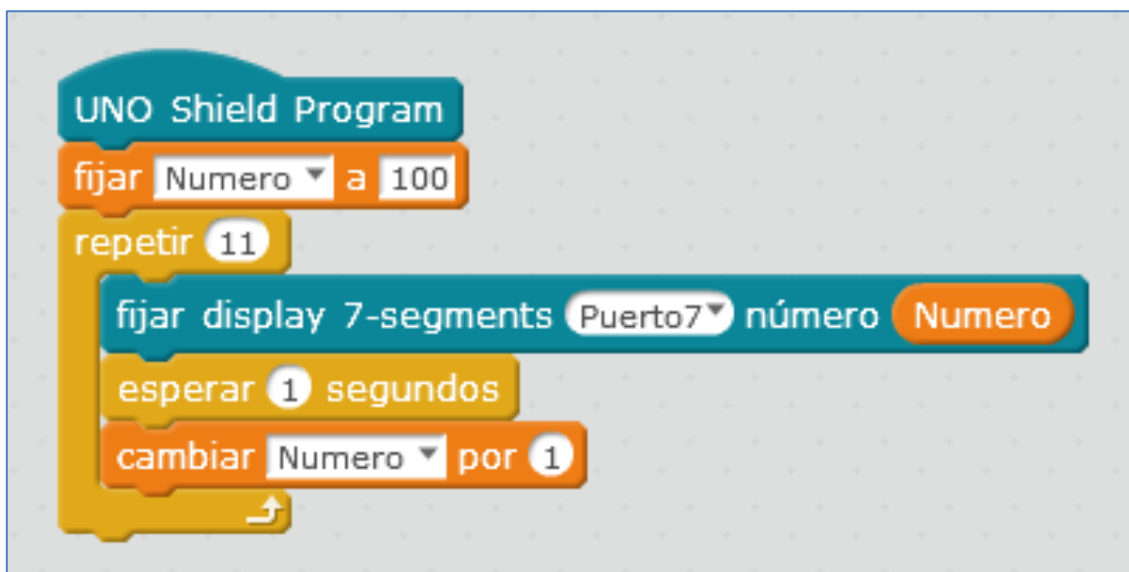 UNO Shield Program
fijar Numero a 100
repetir 11
fijar display 7-segments Puerto7 número Numero
esperar 1 segundos
cambiar Numero por 1